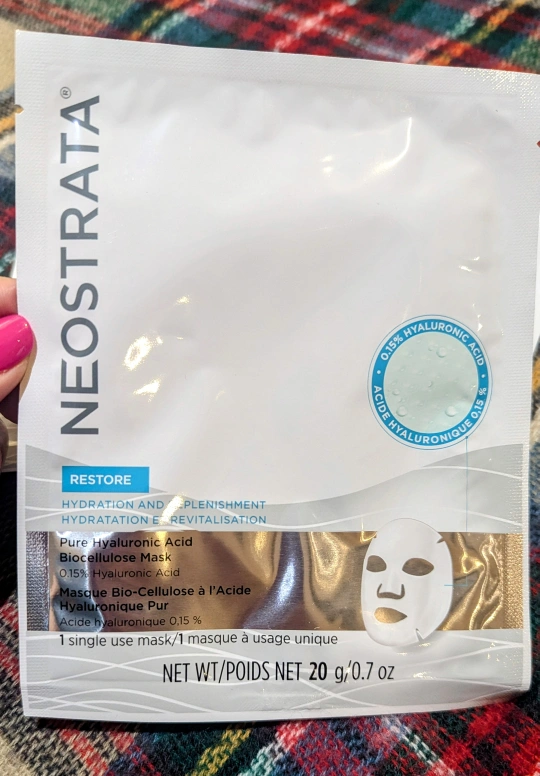 NEOSTRATA®
0.15% HYALURONIC ACID
ACIDE HYALURONIQUE 0,15 %
RESTORE
HYDRATION AND PLENISHMENT
HYDRATATION E REVITALISATION
Pure Hyaluronic Acid
Biocellulose Mask
0.15% Hyaluronic Acid
Masque Bio-Cellulose à l'Acide
Hyaluronique Pur
Acide hyaluronique 0,15 %
1 single use mask/1 masque à usage unique
NET WT/POIDS NET 20 g/0.7 oz